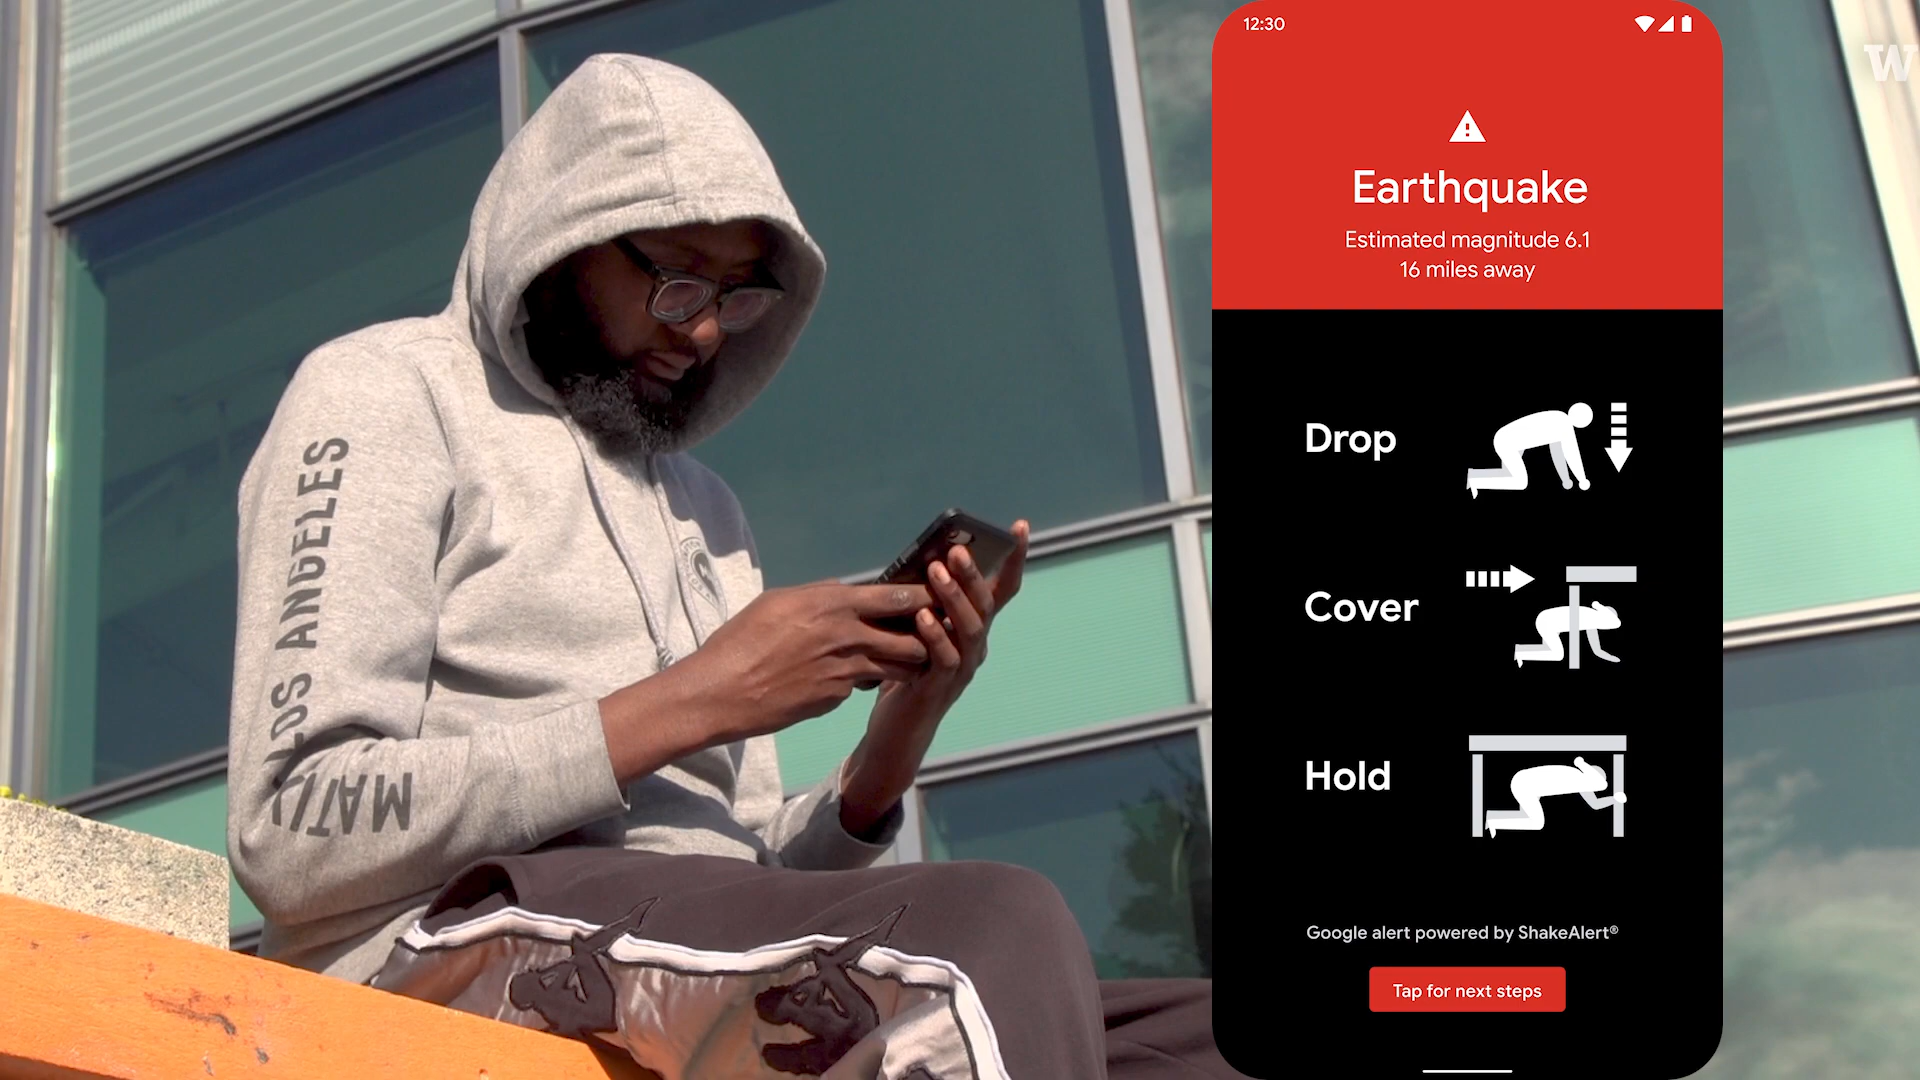 12:30
W
Earthquake
Estimated magnitude 6.1
16 miles away
Drop
Cover
Hold
Google alert powered by ShakeAlert®
Tap for next steps
LOS ANGELES